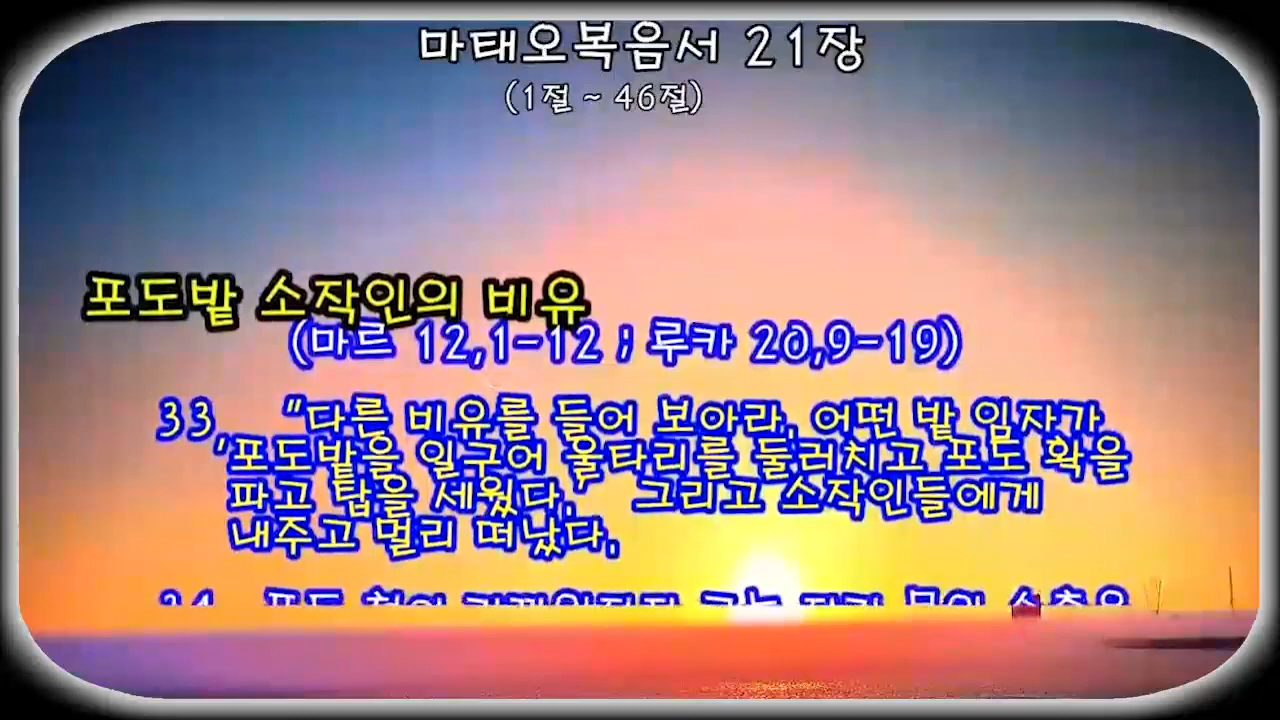 마태오복음서 21장
(1절 ~ 46절)
포도밭 소작인의 비유
(마르 12,1-12 ; 루카 20,9-19)
33, “다른 비유를 들어 보아라. 어떤 밭 임자가
‘포도밭을 일구어 울타리를 둘러치고 포도 확을
파고 탑을 세웠다.’ 그리고 소작인들에게
내주고 멀리 떠났다.
34